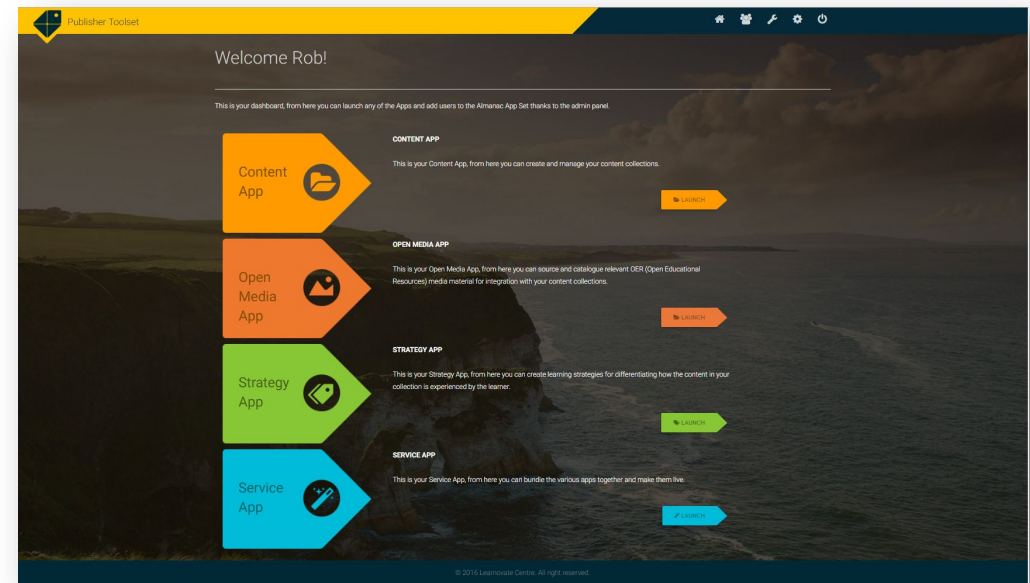 Publisher Toolset
Welcome Rob!
This is your dashboard, from here you can launch any of the Apps and add users to the Almanac App Set thanks to the admin panel.
Content
App
CONTENT APP
This is your Content App, from here you can create and manage your content collections.
LAUNCH
Open
Media
App
OPEN MEDIA APP
This is your Open Media App, from here you can source and catalogue relevant OER (Open Educational
Resources) media material for integration with your content collections.
LAUNCH
Strategy
App
STRATEGY APP
This is your Strategy App, from here you can create learning strategies for differentiating how the content in your
collection is experienced by the learner.
LAUNCH
Service
App
SERVICE APP
This is your Service App, from here you can bundle the various apps together and make them live.
LAUNCH
© 2016 Learnovate Centre. All right reserved.